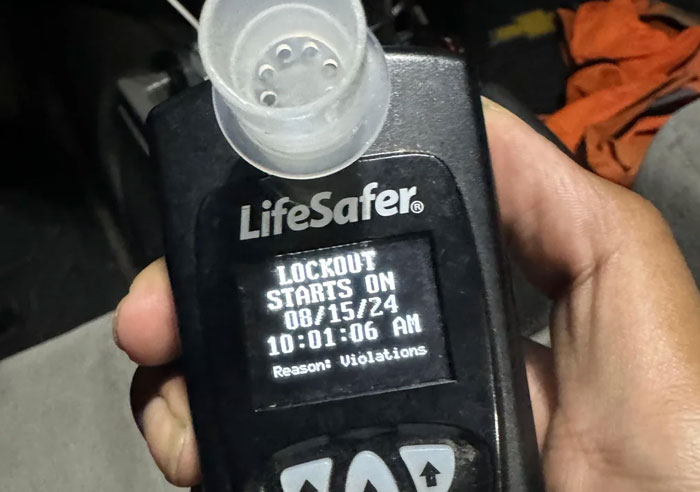 LifeSafer®
LOCKOUT
STARTS ON
08/15/24
10:01:06 AM
Reason: Violations